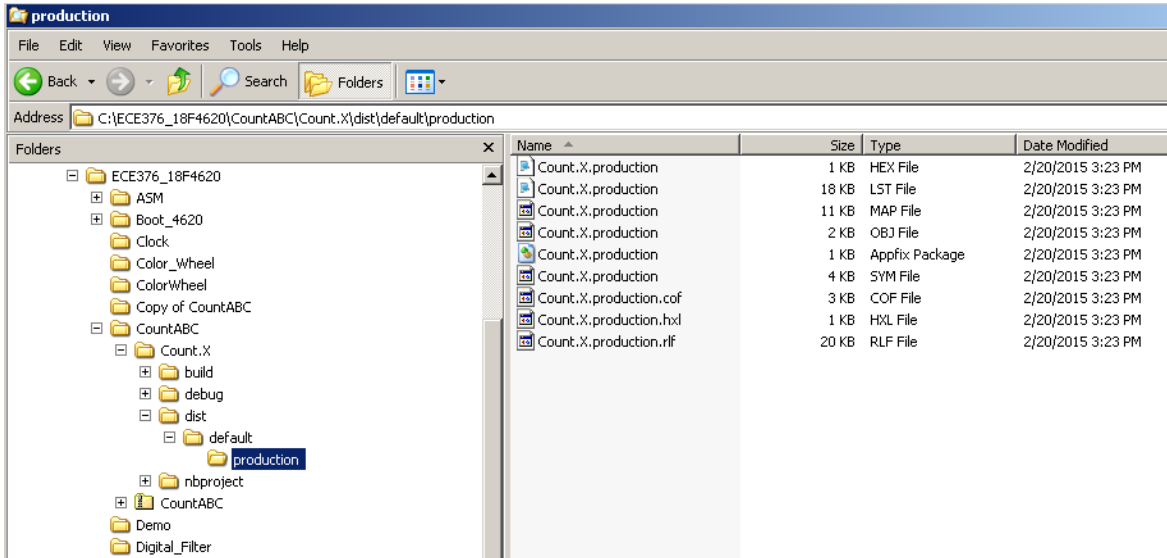 production
File Edit View Favorites Tools Help
Back Search Folders
Address C:\ECE376_18F4620\CountABC\Count.X\dist\default\production
Folders
ECE376_18F4620
ASM
Boot_4620
Clock
Color_Wheel
ColorWheel
Copy of CountABC
CountABC
Count.X
build
debug
dist
default
production
nbproject
CountABC
Demo
Digital_Filter
Name Size Type Date Modified
Count.X.production 1 KB HEX File 2/20/2015 3:23 PM
Count.X.production 18 KB LST File 2/20/2015 3:23 PM
Count.X.production 11 KB MAP File 2/20/2015 3:23 PM
Count.X.production 2 KB OBJ File 2/20/2015 3:23 PM
Count.X.production 1 KB Appfix Package 2/20/2015 3:23 PM
Count.X.production 4 KB SYM File 2/20/2015 3:23 PM
Count.X.production.cof 3 KB COF File 2/20/2015 3:23 PM
Count.X.production.hxl 1 KB HXL File 2/20/2015 3:23 PM
Count.X.production.rlf 20 KB RLF File 2/20/2015 3:23 PM